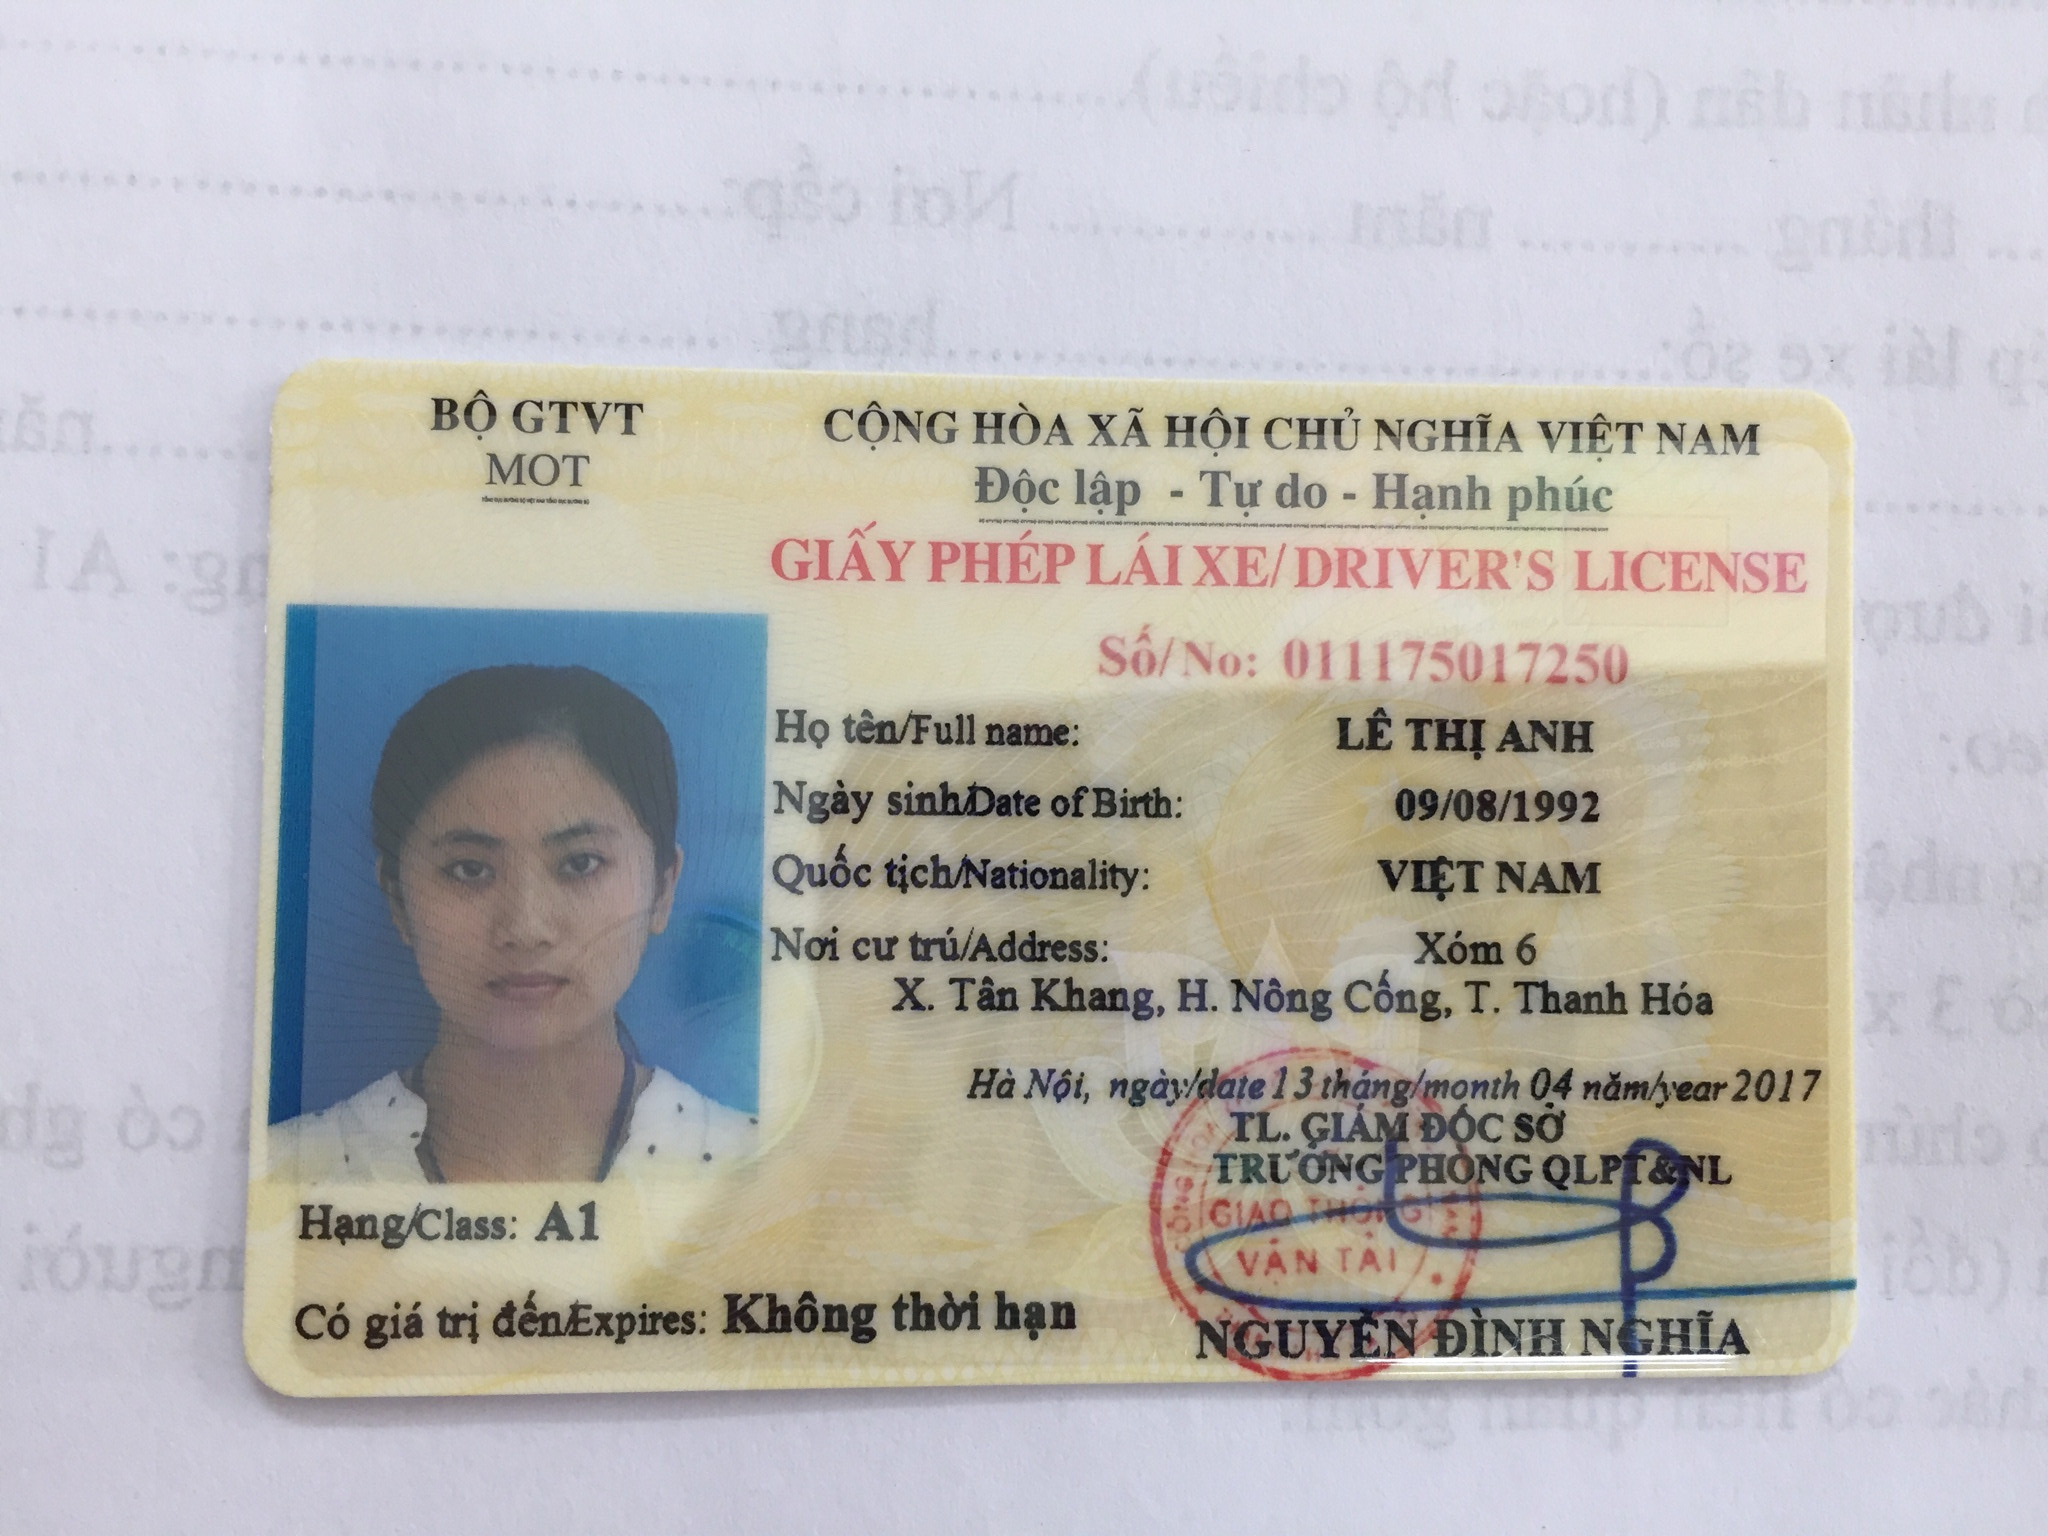 BỘ GTVT
MOT
CỘNG HÒA XÃ HỘI CHỦ NGHĨA VIỆT NAM
Độc lập - Tự do - Hạnh phúc
GIẤY PHÉP LÁI XE/DRIVER'S LICENSE
Số/No: 011175017250
Họ tên/Full name: LÊ THỊ ANH
Ngày sinh/Date of Birth: 09/08/1992
Quốc tịch/Nationality: VIỆT NAM
Nơi cư trú/Address: Xóm 6
X. Tân Khang, H. Nông Cống, T. Thanh Hóa
Hà Nội, ngày/date 13 tháng/month 04 năm/year 2017
TL. GIÁM ĐỐC SỞ
TRƯỞNG PHÒNG QLPT&NL
GIAO THÔNG
VẬN TẢI
Hạng/Class: A1
Có giá trị đến/Expires: Không thời hạn
NGUYỄN ĐÌNH NGHĨA